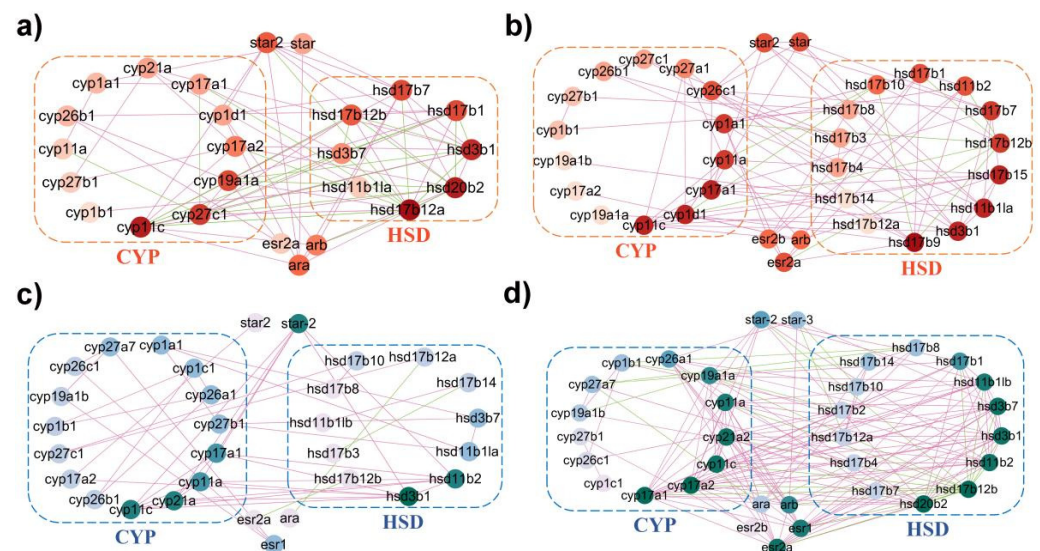 a)
star2
star
cyp21a
cyp1a1
cyp17a1
cyp26b1
cyp1d1
cyp11a
cyp17a2
cyp27b1
cyp19a1a
cyp1b1
cyp27c1
cyp11c
CYP
hsd17b7
hsd17b12b
hsd17b1
hsd3b7
hsd3b1
hsd11b1la
hsd20b2
hsd17b12a
HSD
esr2a
arb
ara
b)
star2
star
cyp27c1
cyp26b1
cyp27a1
cyp27b1
cyp26c1
cyp1b1
cyp1a1
cyp19a1b
cyp11a
cyp17a2
cyp17a1
cyp19a1a
cyp1d1
cyp11c
CYP
hsd17b1
hsd17b10
hsd11b2
hsd17b8
hsd17b7
hsd17b3
hsd17b12b
hsd17b4
hsd17b15
hsd17b14
hsd11b1la
hsd17b12a
hsd3b1
hsd17b9
HSD
esr2b
arb
esr2a
c)
star2
star-2
cyp27a7
cyp1a1
cyp26c1
cyp1c1
cyp19a1b
cyp26a1
cyp1b1
cyp27b1
cyp27c1
cyp17a1
cyp17a2
cyp11a
cyp26b1
cyp21a
cyp11c
CYP
hsd17b10
hsd17b12a
hsd17b8
hsd17b14
hsd11b1lb
hsd3b7
hsd17b3
hsd11b1la
hsd17b12b
hsd11b2
hsd3b1
HSD
esr2a
ara
esr1
d)
star-2
star-3
cyp1b1
cyp26a1
cyp27a7
cyp19a1a
cyp19a1b
cyp11a
cyp27b1
cyp21a2
cyp26c1
cyp11c
cyp1c1
cyp17a2
cyp17a1
CYP
hsd17b8
hsd17b14
hsd17b1
hsd17b10
hsd11b1lb
hsd17b2
hsd3b7
hsd17b12a
hsd3b1
hsd17b4
hsd11b2
hsd17b7
hsd17b12b
hsd20b2
HSD
ara
arb
esr2b
esr1
esr2a